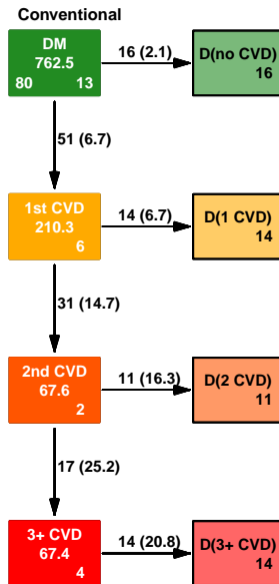 Conventional
DM
762.5
80 13
16 (2.1)
D(no CVD)
16
51 (6.7)
1st CVD
210.3
6
14 (6.7)
D(1 CVD)
14
31 (14.7)
2nd CVD
67.6
2
11 (16.3)
D(2 CVD)
11
17 (25.2)
3+ CVD
67.4
4
14 (20.8)
D(3+ CVD)
14